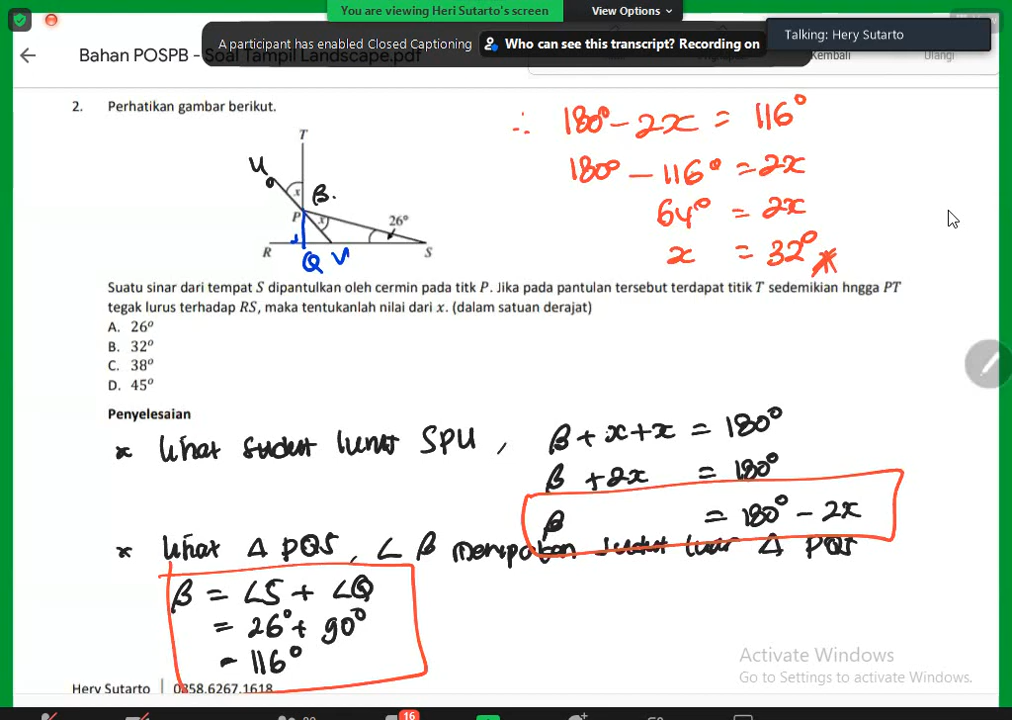 You are viewing Heri Sutarto's screen
View Options
A participant has enabled Closed Captioning
Who can see this transcript? Recording on
Talking: Hery Sutarto
Bahan POSPB - Soal Tampil Landscape.pdf
Kembali
Ulangi
2. Perhatikan gambar berikut.
T
U
x
β.
P
x
26°
R
Q
V
S
∴ 180° - 2x = 116°
180° - 116° = 2x
64° = 2x
x = 32°
Suatu sinar dari tempat S dipantulkan oleh cermin pada titk P. Jika pada pantulan tersebut terdapat titik T sedemikian hngga PT
tegak lurus terhadap RS, maka tentukanlah nilai dari x. (dalam satuan derajat)
A. 26°
B. 32°
C. 38°
D. 45°
Penyelesaian
* lihat sudut lurus SPU, β + x + x = 180°
β + 2x = 180°
β = 180° - 2x
* lihat Δ PQS, ∠ β merupakan sudut luar Δ PQS
β = ∠S + ∠Q
= 26° + 90°
= 116°
Activate Windows
Go to Settings to activate Windows.
Hery Sutarto | 0858.6267.1618
16